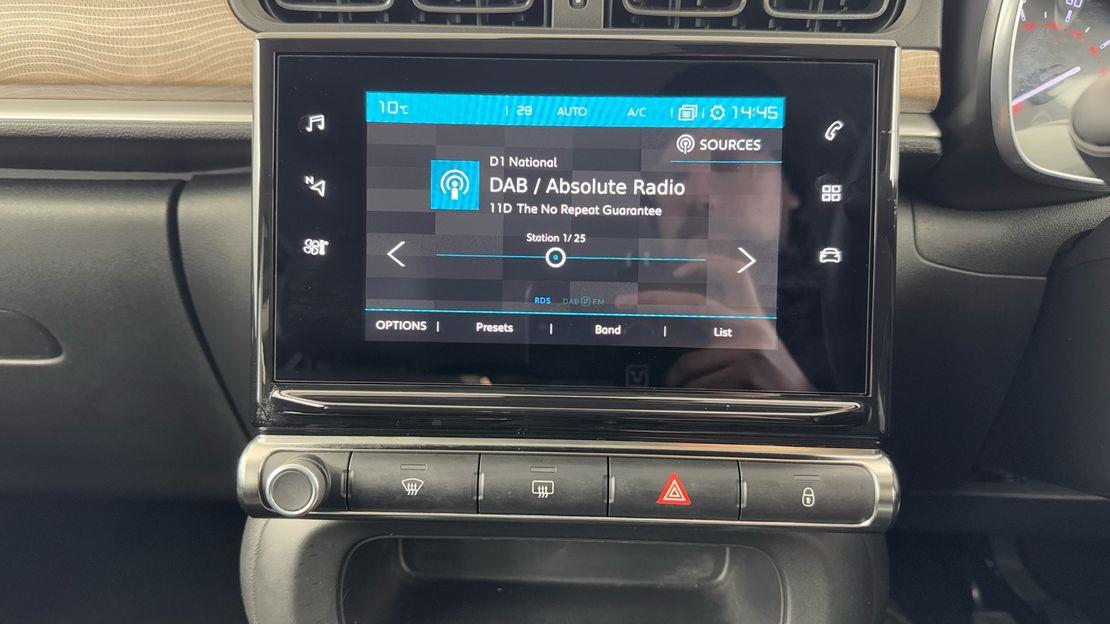 10℃ | 28 AUTO A/C | | 14:45
SOURCES
D1 National
DAB / Absolute Radio
11D The No Repeat Guarantee
Station 1/25
RDS DAB FM
OPTIONS | Presets | Band | List
N